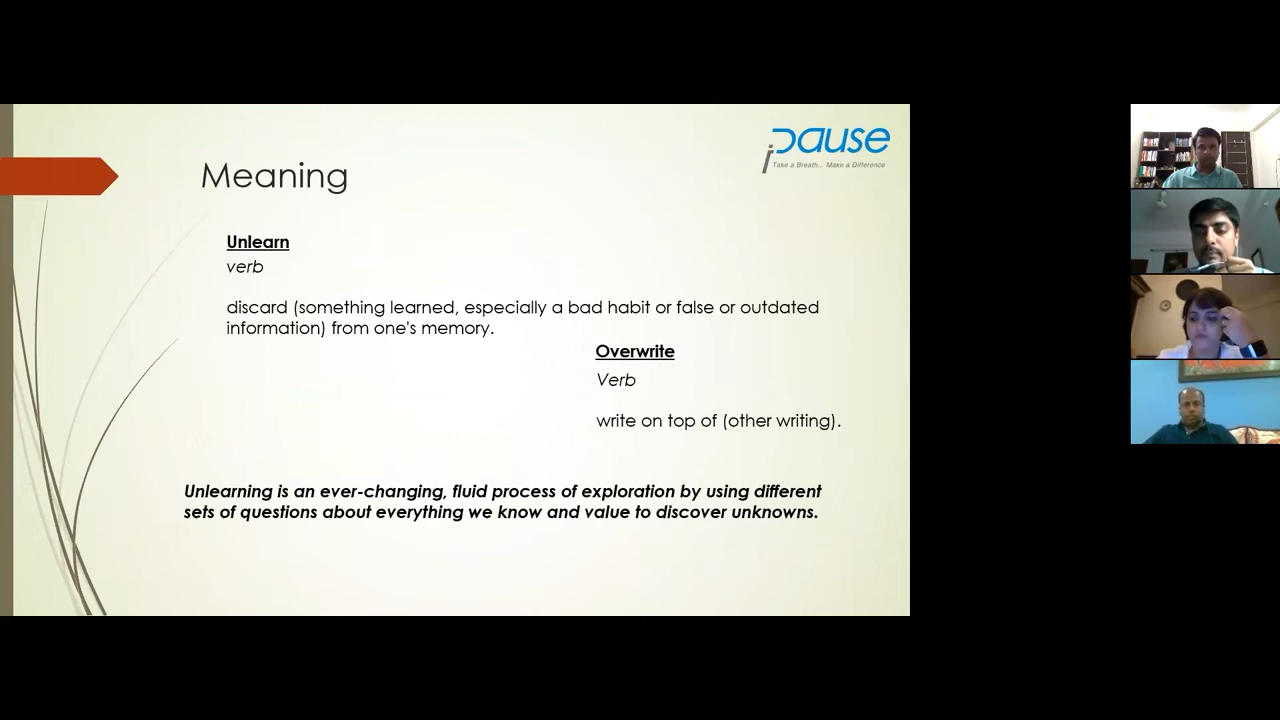 iPause
Take a Breath... Make a Difference
Meaning
Unlearn
verb
discard (something learned, especially a bad habit or false or outdated
information) from one's memory.
Overwrite
Verb
write on top of (other writing).
Unlearning is an ever-changing, fluid process of exploration by using different
sets of questions about everything we know and value to discover unknowns.